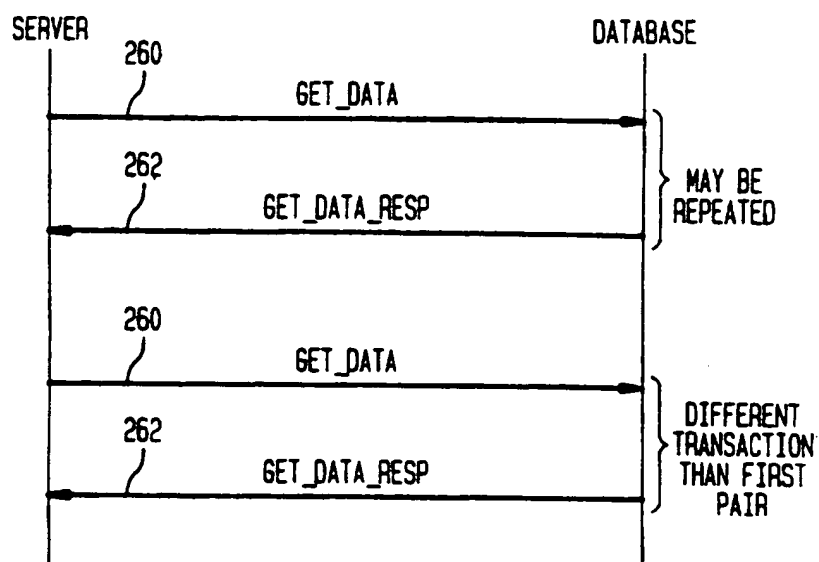 SERVER
DATABASE
260
GET_DATA
262
GET_DATA_RESP
MAY BE
REPEATED
260
GET_DATA
262
GET_DATA_RESP
DIFFERENT
TRANSACTION
THAN FIRST
PAIR